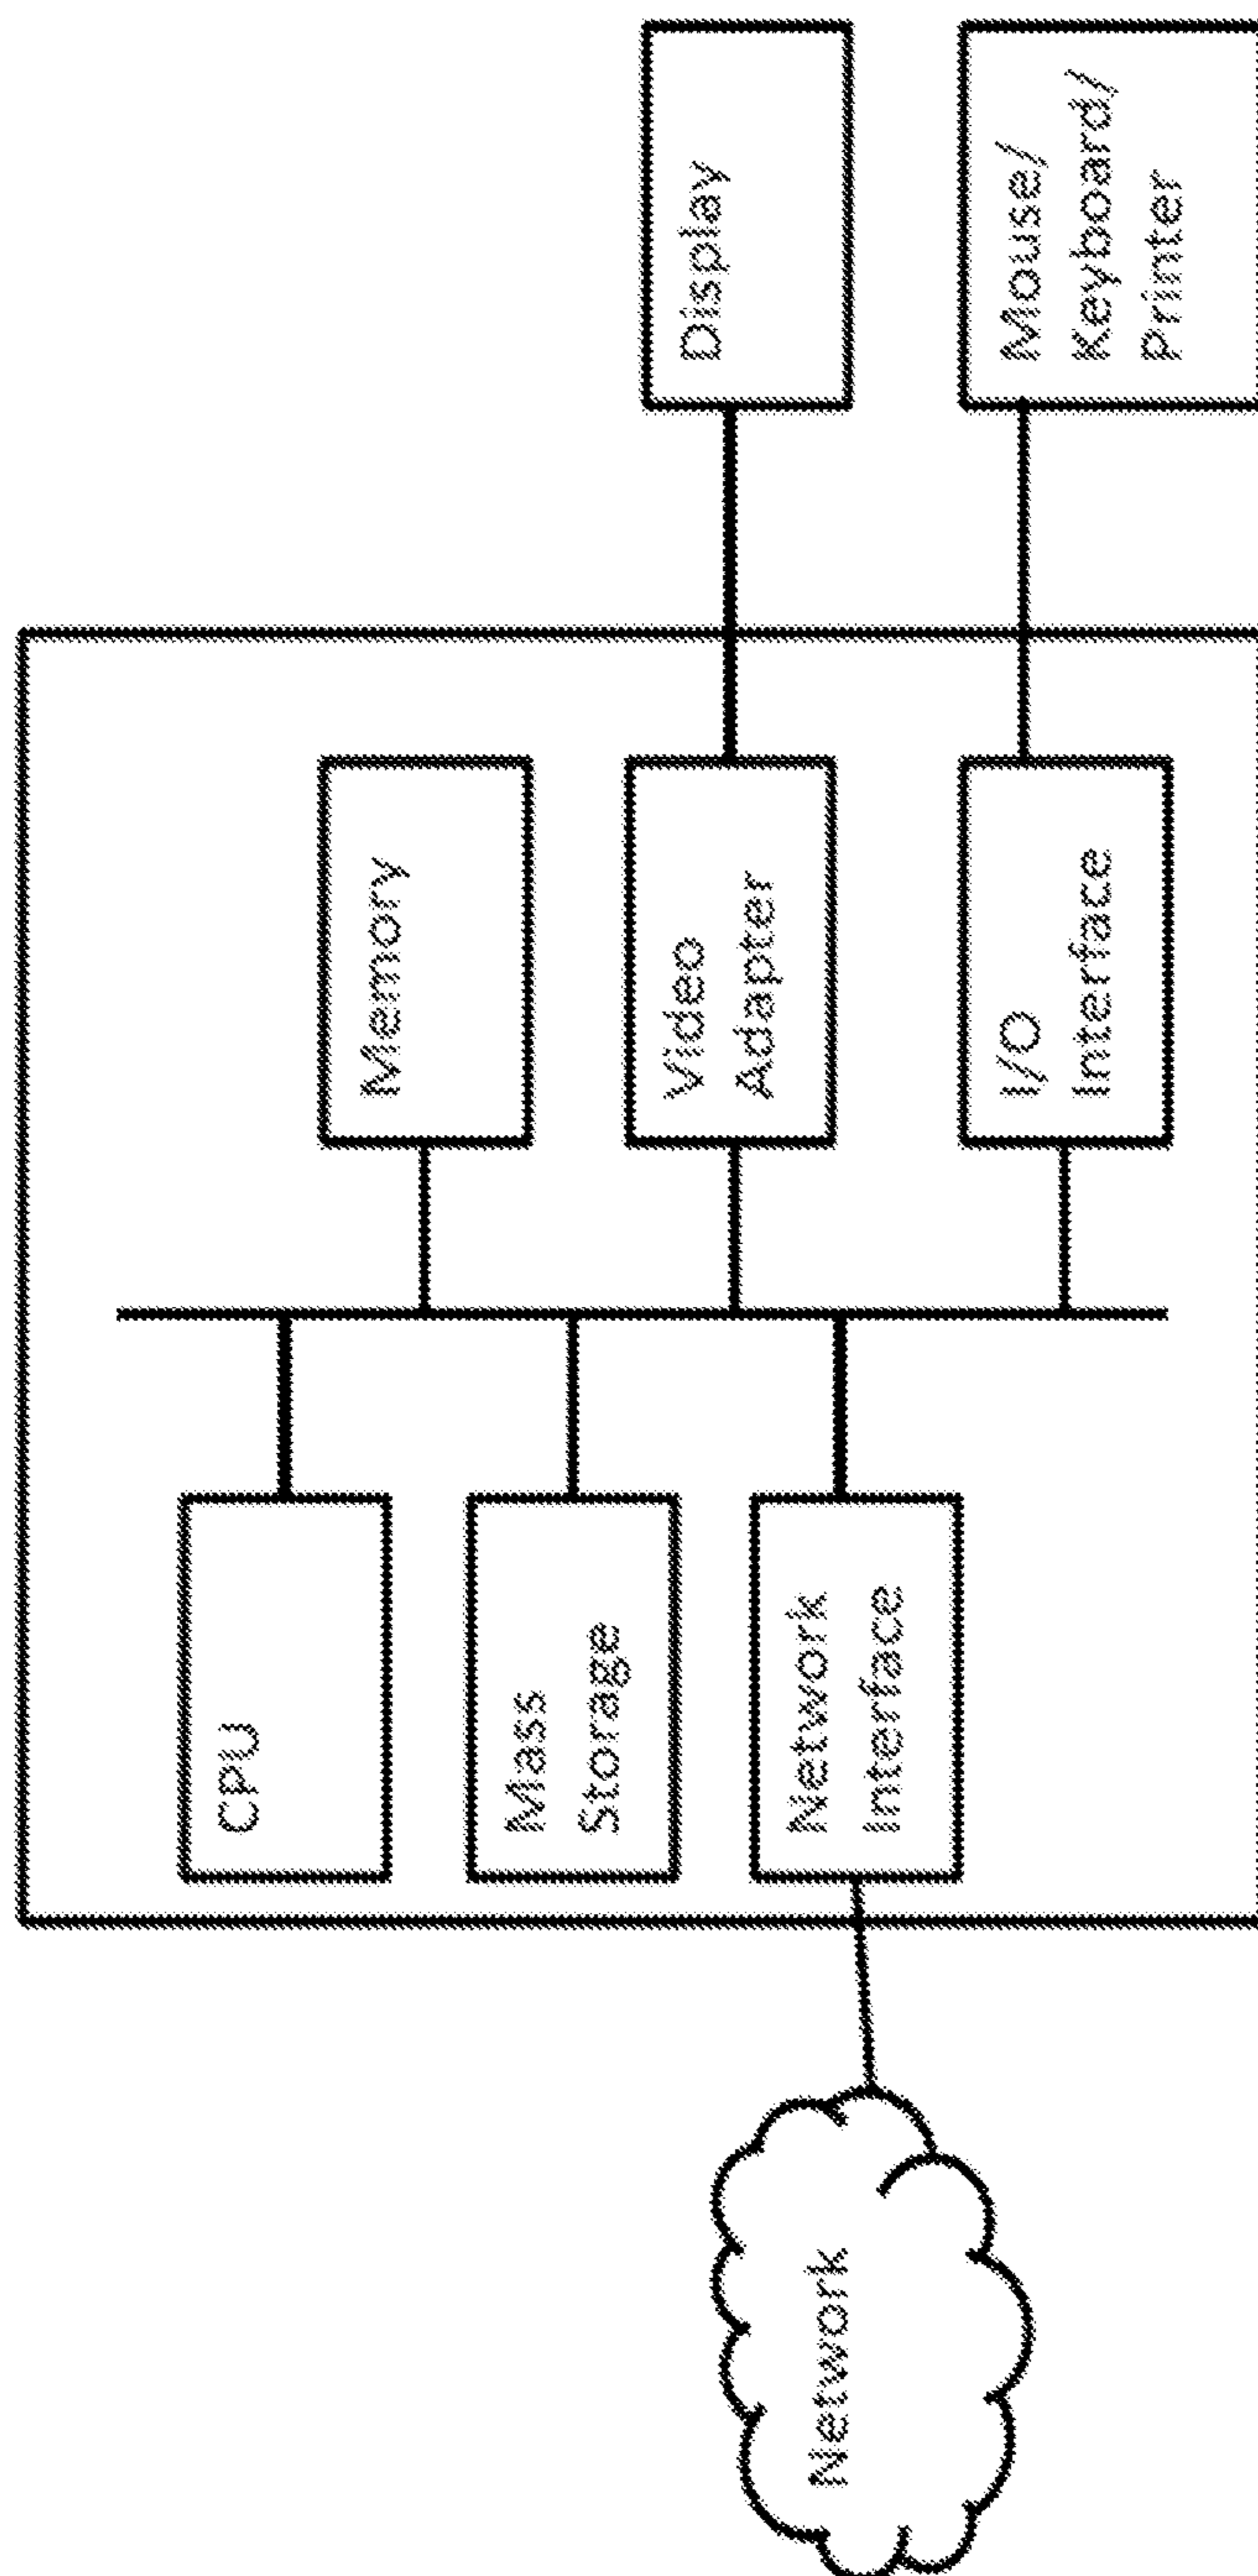 CPU
Memory
Mass
Storage
Video
Adapter
Display
Network
Network
Interface
I/O
Interface
Mouse/
Keyboard/
Printer